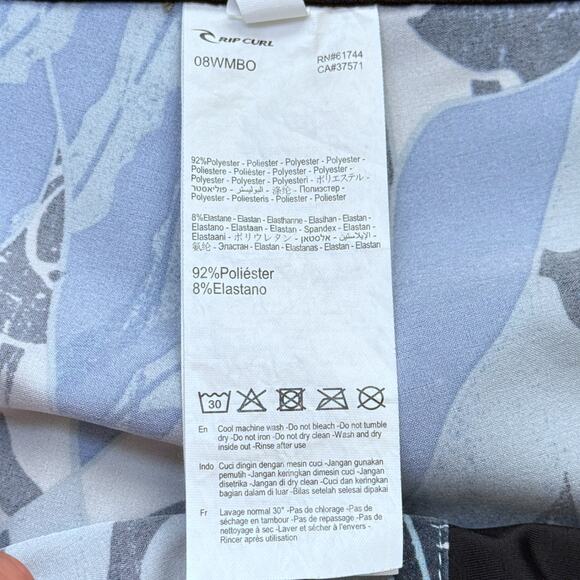 RIP CURL
08WMBO
RN#61744
CA#37571
92%Polyester - Poliester - Polyester - Polyester -
Poliestere - Poliéster - Polyester - Polyester -
Polyester - Polyester - Polyesteri - ポリエステル -
פוליאסטר - البوليستر - 涤纶 - Полиэстер -
Polyester - Poliesteris - Poliester - Poliester
8%Elastane - Elastan - Elasthanne - Elasthan - Elastan -
Elastano - Elastaan - Elastan - Spandex - Elastan -
Elastaani - ポリウレタン - אלסטאן - الإيلاستين -
氨纶 - Эластан - Elastan - Elastanas - Elastan - Elastan
92%Poliéster
8%Elastano
30
En Cool machine wash -Do not bleach -Do not tumble
dry -Do not iron -Do not dry clean -Wash and dry
inside out -Rinse after use
Indo Cuci dingin dengan mesin cuci -Jangan gunakan
pemutih -Jangan keringkan dimesin cuci -Jangan
disetrika -Jangan di dry clean -Cuci dan keringkan
bagian dalam di luar -Bilas setelah selesai dipakai
Fr Lavage normal 30° -Pas de chlorage -Pas de
séchage en tambour -Pas de repassage -Pas de
nettoyage à sec -Laver et sécher à l'envers -
Rincer après utilisation